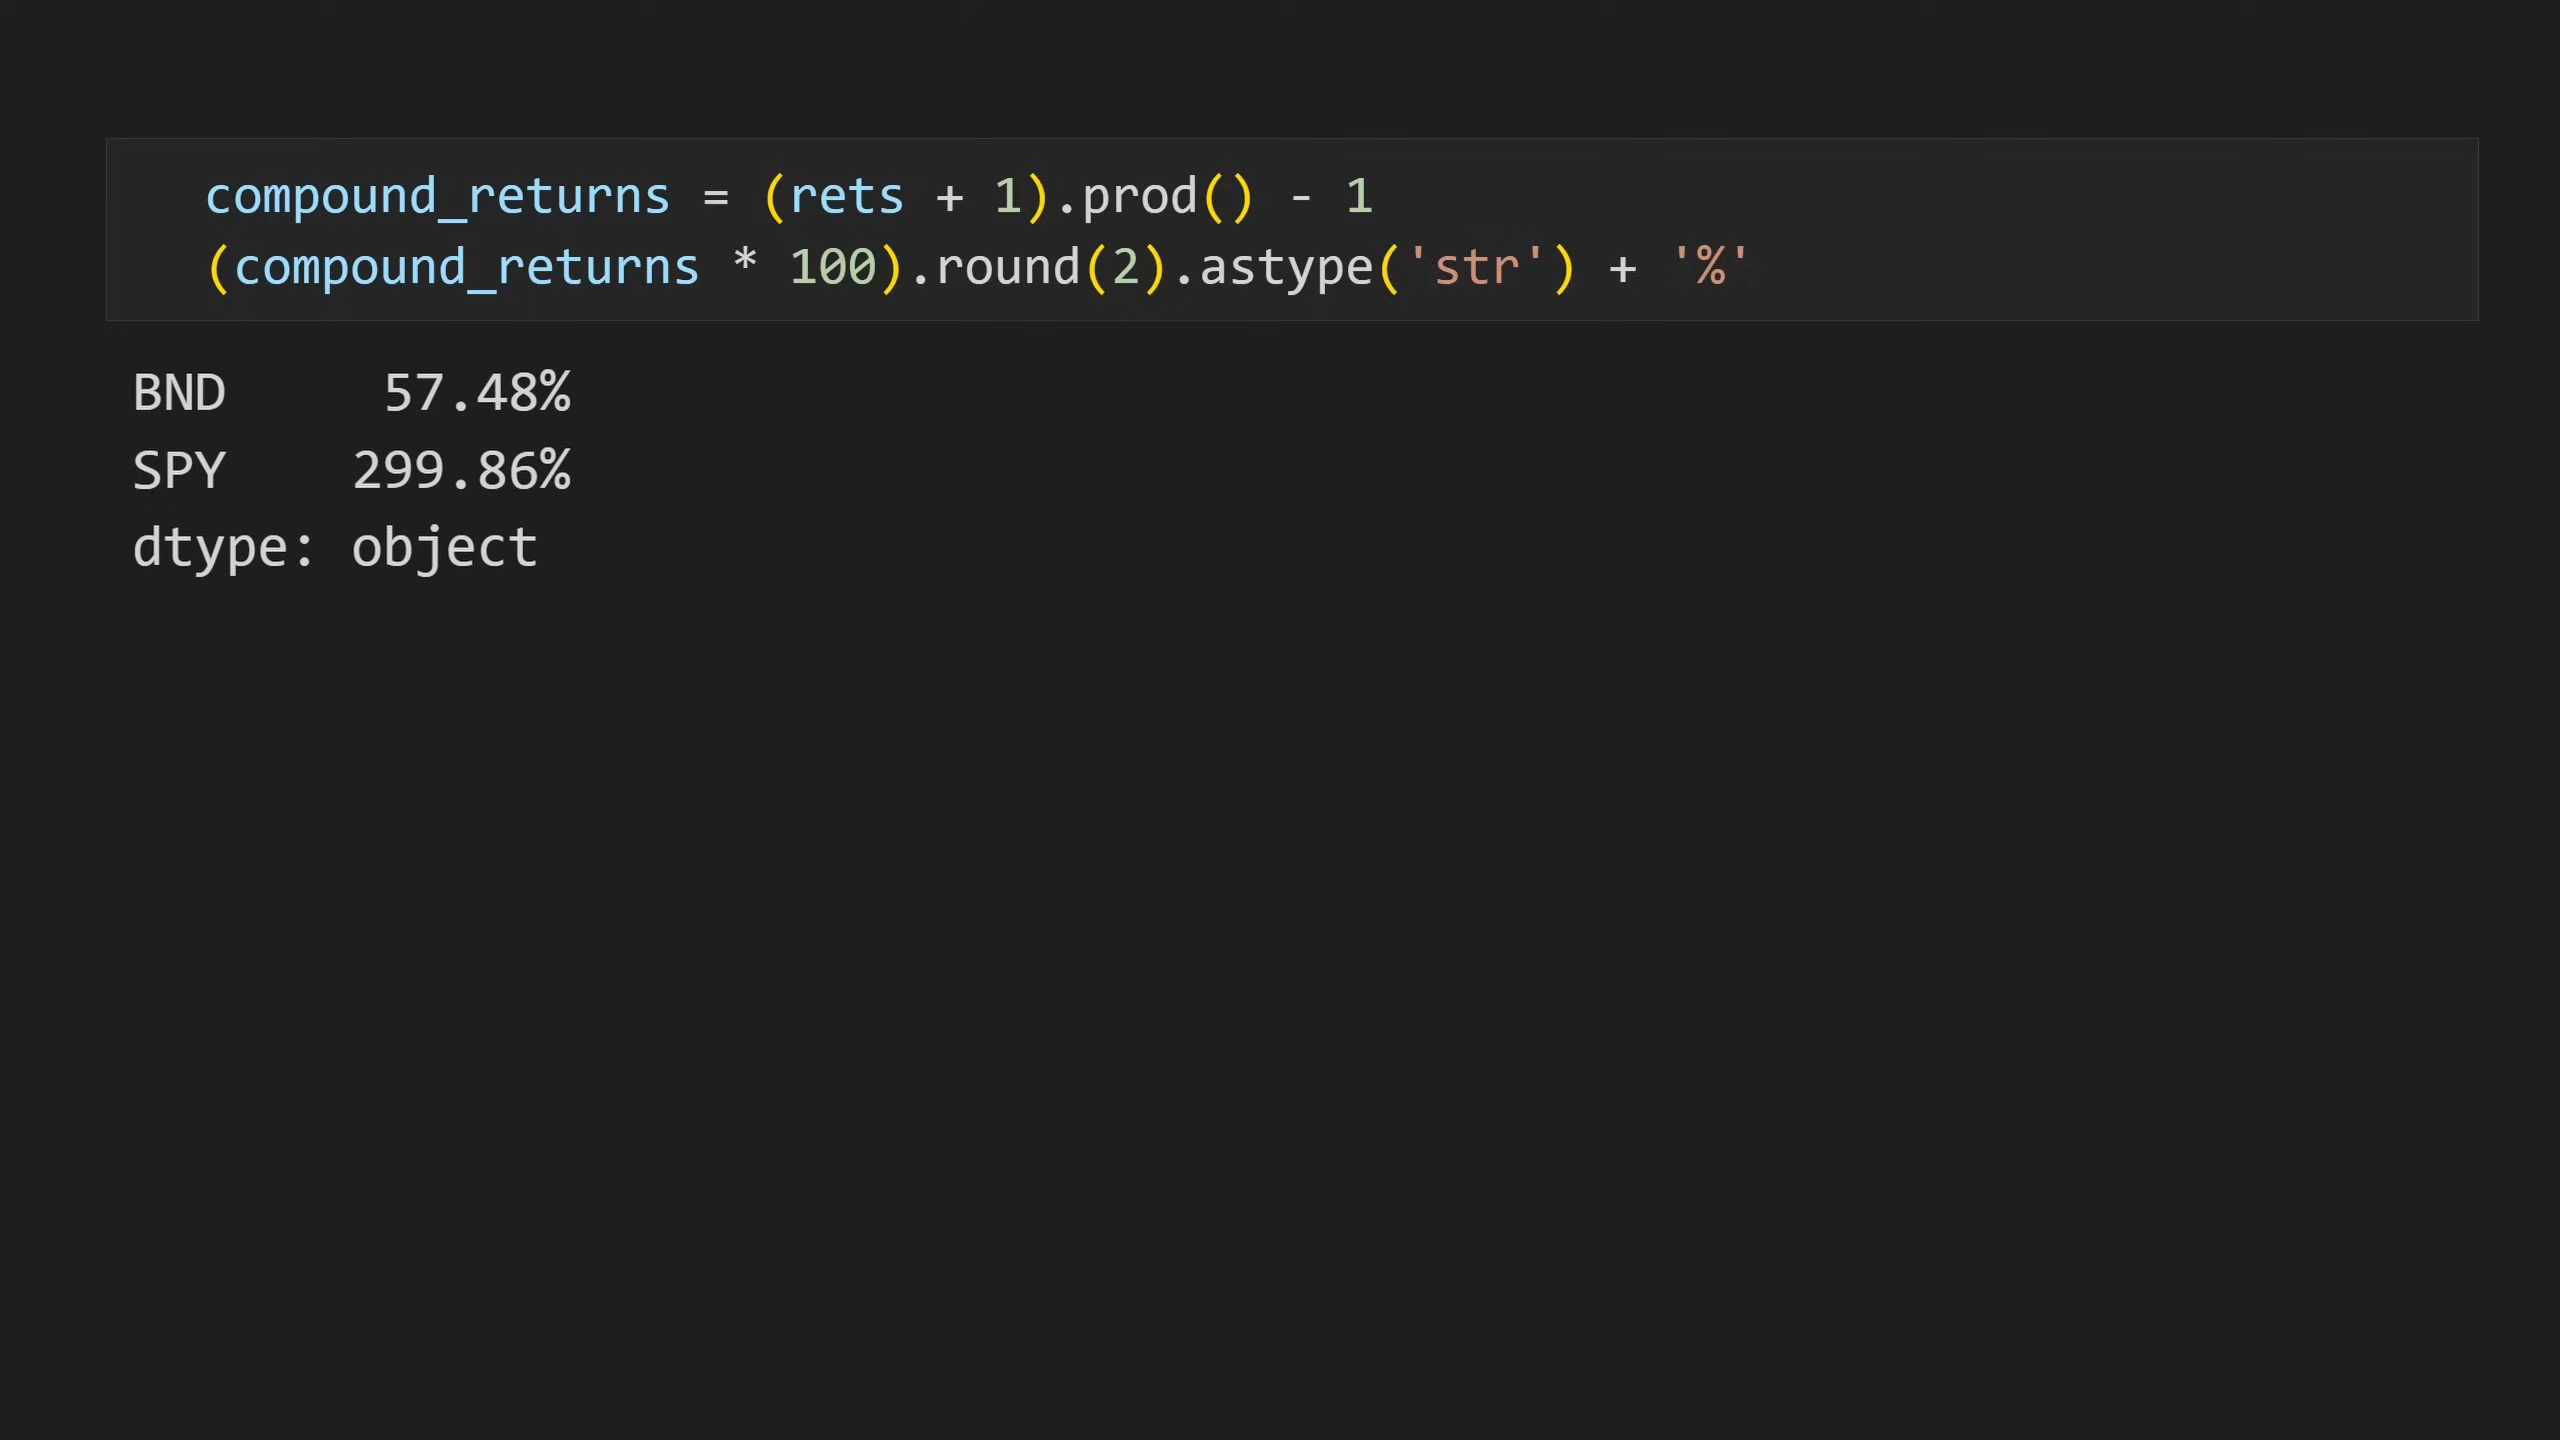 compound_returns = (rets + 1).prod() - 1
(compound_returns * 100).round(2).astype('str') + '%'
BND     57.48%
SPY    299.86%
dtype: object